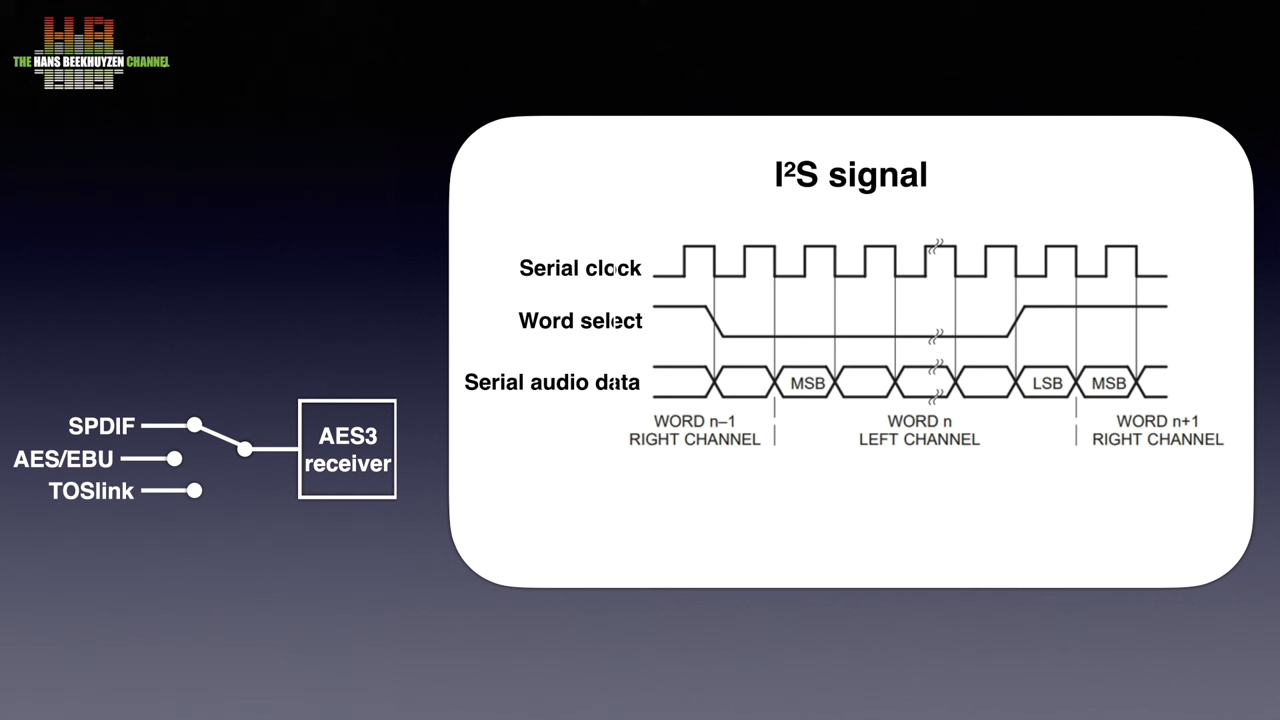 THE HANS BEEKHUYZEN CHANNEL
I²S signal
Serial clock
Word select
Serial audio data
MSB
LSB
MSB
WORD n–1
RIGHT CHANNEL
WORD n
LEFT CHANNEL
WORD n+1
RIGHT CHANNEL
SPDIF
AES/EBU
TOSlink
AES3
receiver